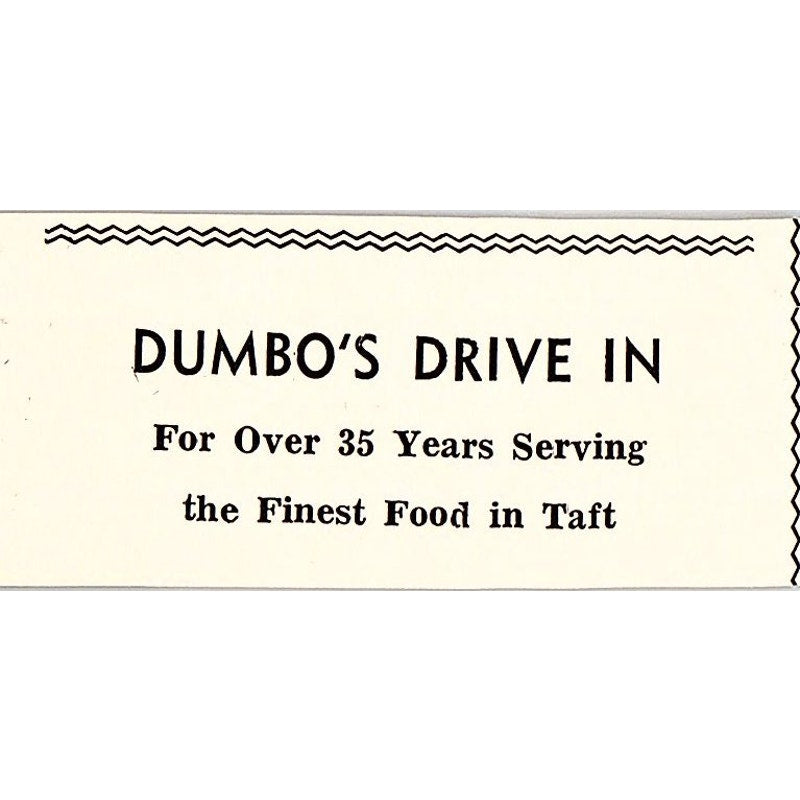 DUMBO'S DRIVE IN
For Over 35 Years Serving
the Finest Food in Taft